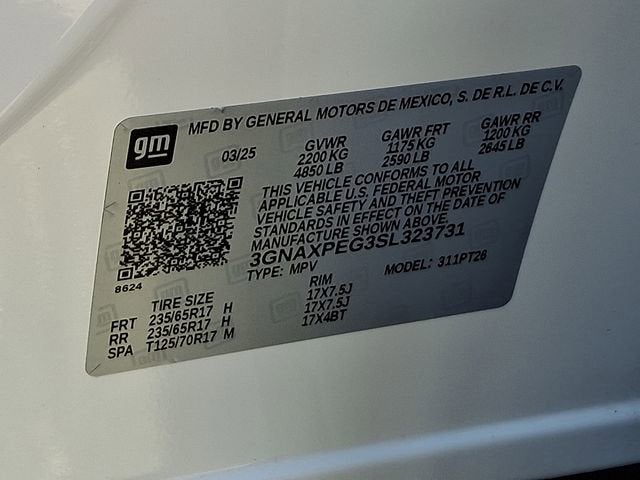 gm
MFD BY GENERAL MOTORS DE MEXICO, S. DE R.L. DE C.V.
03/25
GVWR
2200 KG
4850 LB
GAWR FRT
1175 KG
2590 LB
GAWR RR
1200 KG
2645 LB
THIS VEHICLE CONFORMS TO ALL
APPLICABLE U.S. FEDERAL MOTOR
VEHICLE SAFETY AND THEFT PREVENTION
STANDARDS IN EFFECT ON THE DATE OF
MANUFACTURE SHOWN ABOVE.
3GNAXPEG3SL323731
TYPE: MPV
MODEL: 311PT26
8624
TIRE SIZE
RIM
FRT 235/65R17 H 17X7.5J
RR 235/65R17 H 17X7.5J
SPA T125/70R17 M 17X4BT